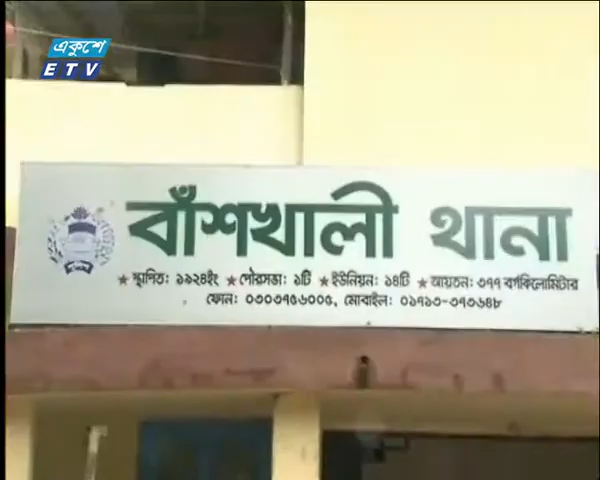 একুশে
ETV
বাঁশখালী থানা
★ স্থাপিত: ১৯২৪ইং ★ পৌরসভা: ১টি ★ ইউনিয়ন: ১৪টি ★ আয়তন: ৩৭৭ বর্গকিলোমিটার
ফোন: ০৩০৩৭৫৬০০৫, মোবাইল: ০১৭১৩-৩৭৩৬৪৮